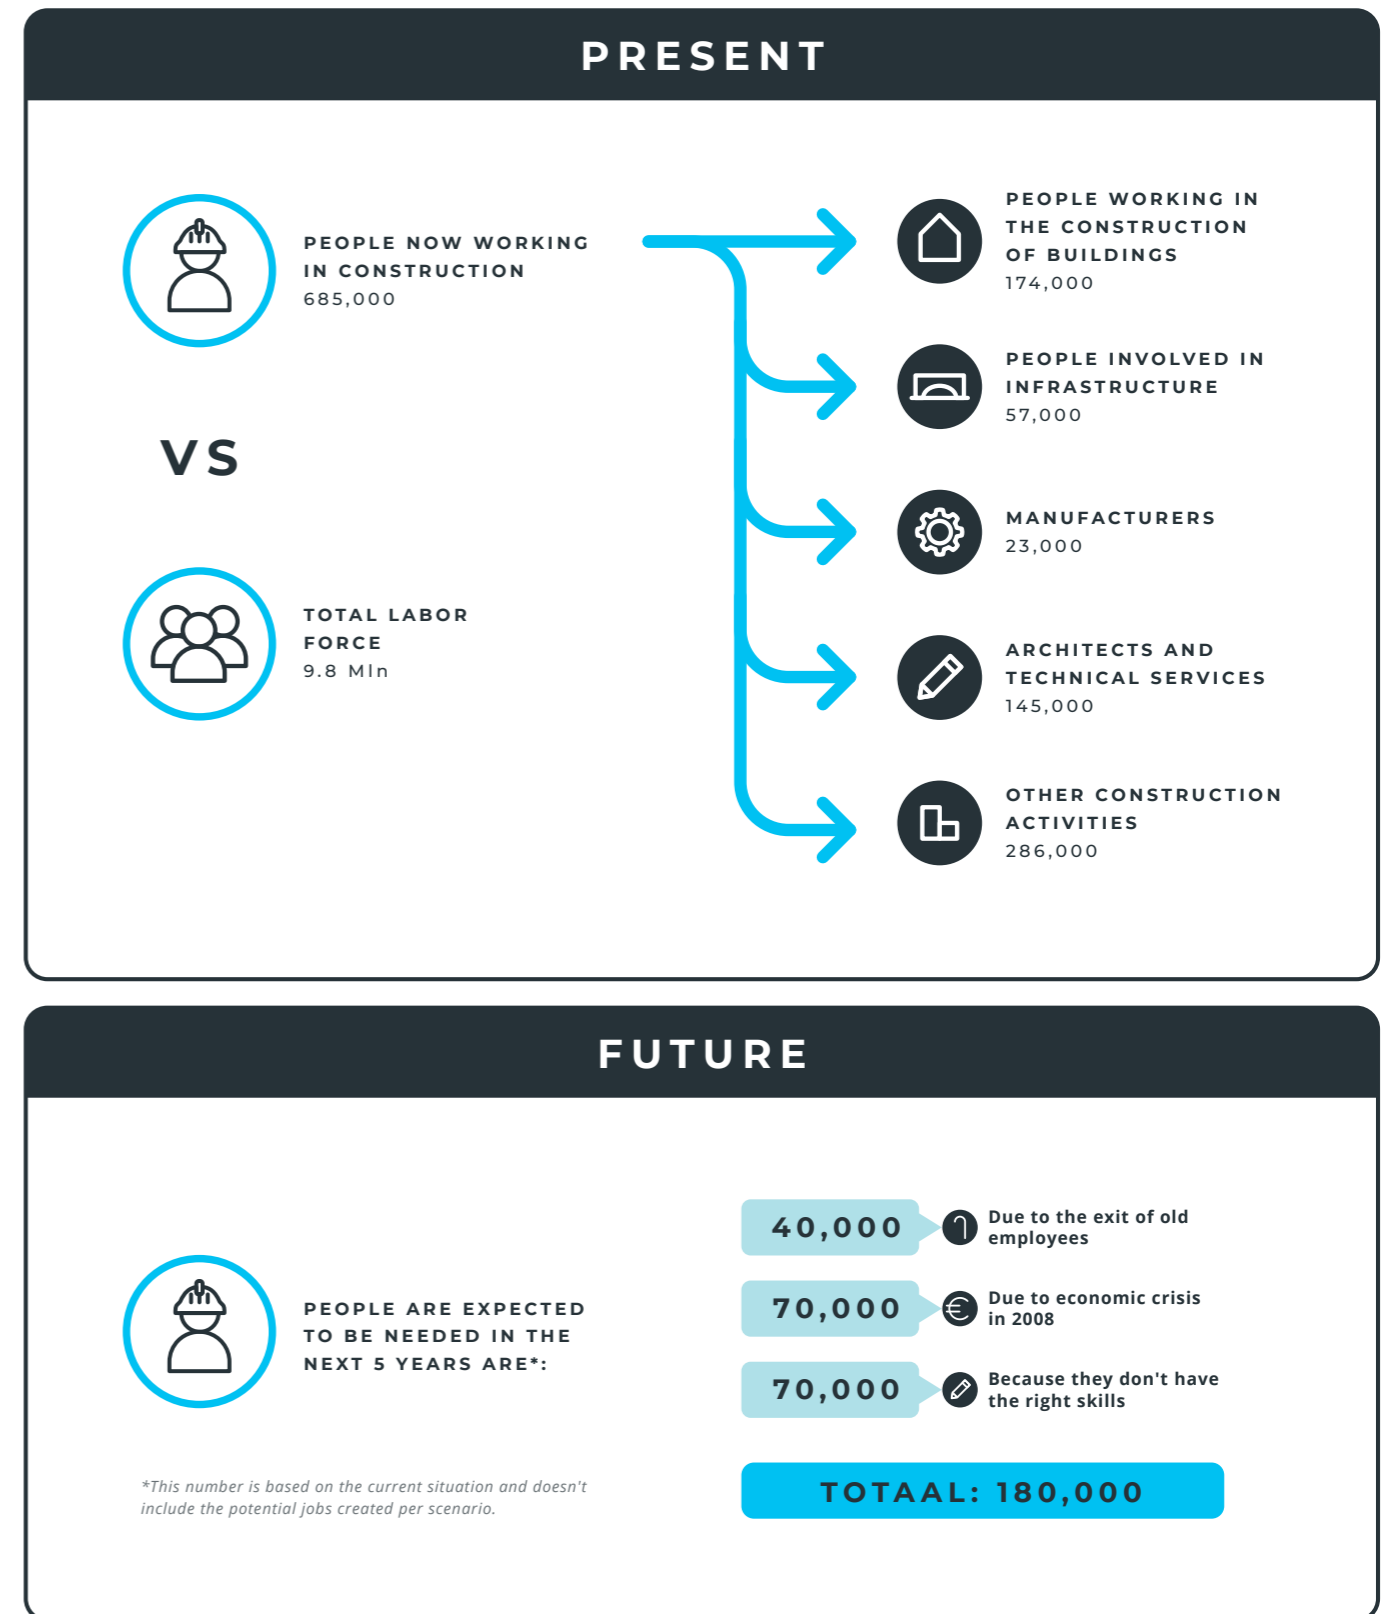 PRESENT
PEOPLE NOW WORKING
IN CONSTRUCTION
685,000
VS
TOTAL LABOR
FORCE
9.8 Mln
PEOPLE WORKING IN
THE CONSTRUCTION
OF BUILDINGS
174,000
PEOPLE INVOLVED IN
INFRASTRUCTURE
57,000
MANUFACTURERS
23,000
ARCHITECTS AND
TECHNICAL SERVICES
145,000
OTHER CONSTRUCTION
ACTIVITIES
286,000
FUTURE
PEOPLE ARE EXPECTED
TO BE NEEDED IN THE
NEXT 5 YEARS ARE*:
*This number is based on the current situation and doesn't
include the potential jobs created per scenario.
40,000
Due to the exit of old
employees
70,000
Due to economic crisis
in 2008
70,000
Because they don't have
the right skills
TOTAAL: 180,000